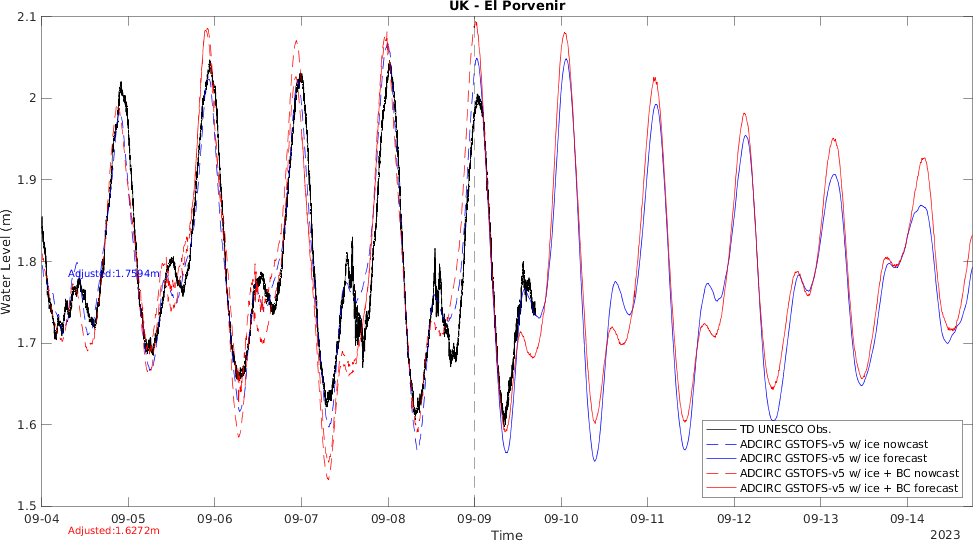 UK - El Porvenir
2.1
2
1.9
1.8
1.7
1.6
1.5
Water Level (m)
Adjusted:1.7594m
Adjusted:1.6272m
TD UNESCO Obs.
ADCIRC GSTOFS-v5 w/ ice nowcast
ADCIRC GSTOFS-v5 w/ ice forecast
ADCIRC GSTOFS-v5 w/ ice + BC nowcast
ADCIRC GSTOFS-v5 w/ ice + BC forecast
09-04 09-05 09-06 09-07 09-08 09-09 09-10 09-11 09-12 09-13 09-14
Time
2023